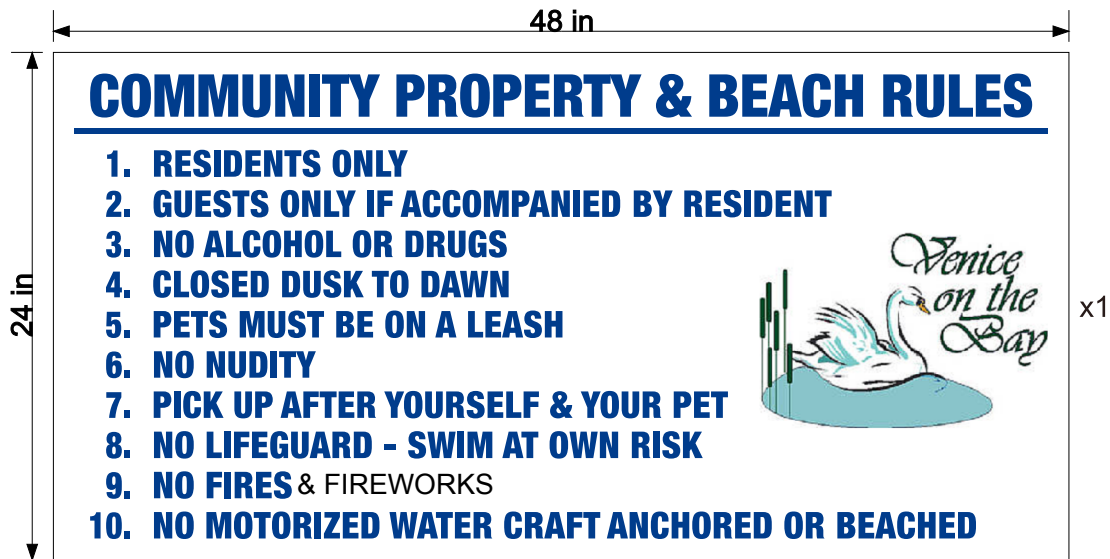 48 in
24 in
COMMUNITY PROPERTY & BEACH RULES
1. RESIDENTS ONLY
2. GUESTS ONLY IF ACCOMPANIED BY RESIDENT
3. NO ALCOHOL OR DRUGS
4. CLOSED DUSK TO DAWN
5. PETS MUST BE ON A LEASH
6. NO NUDITY
7. PICK UP AFTER YOURSELF & YOUR PET
8. NO LIFEGUARD - SWIM AT OWN RISK
9. NO FIRES & FIREWORKS
10. NO MOTORIZED WATER CRAFT ANCHORED OR BEACHED
Venice
on the
Bay
x1